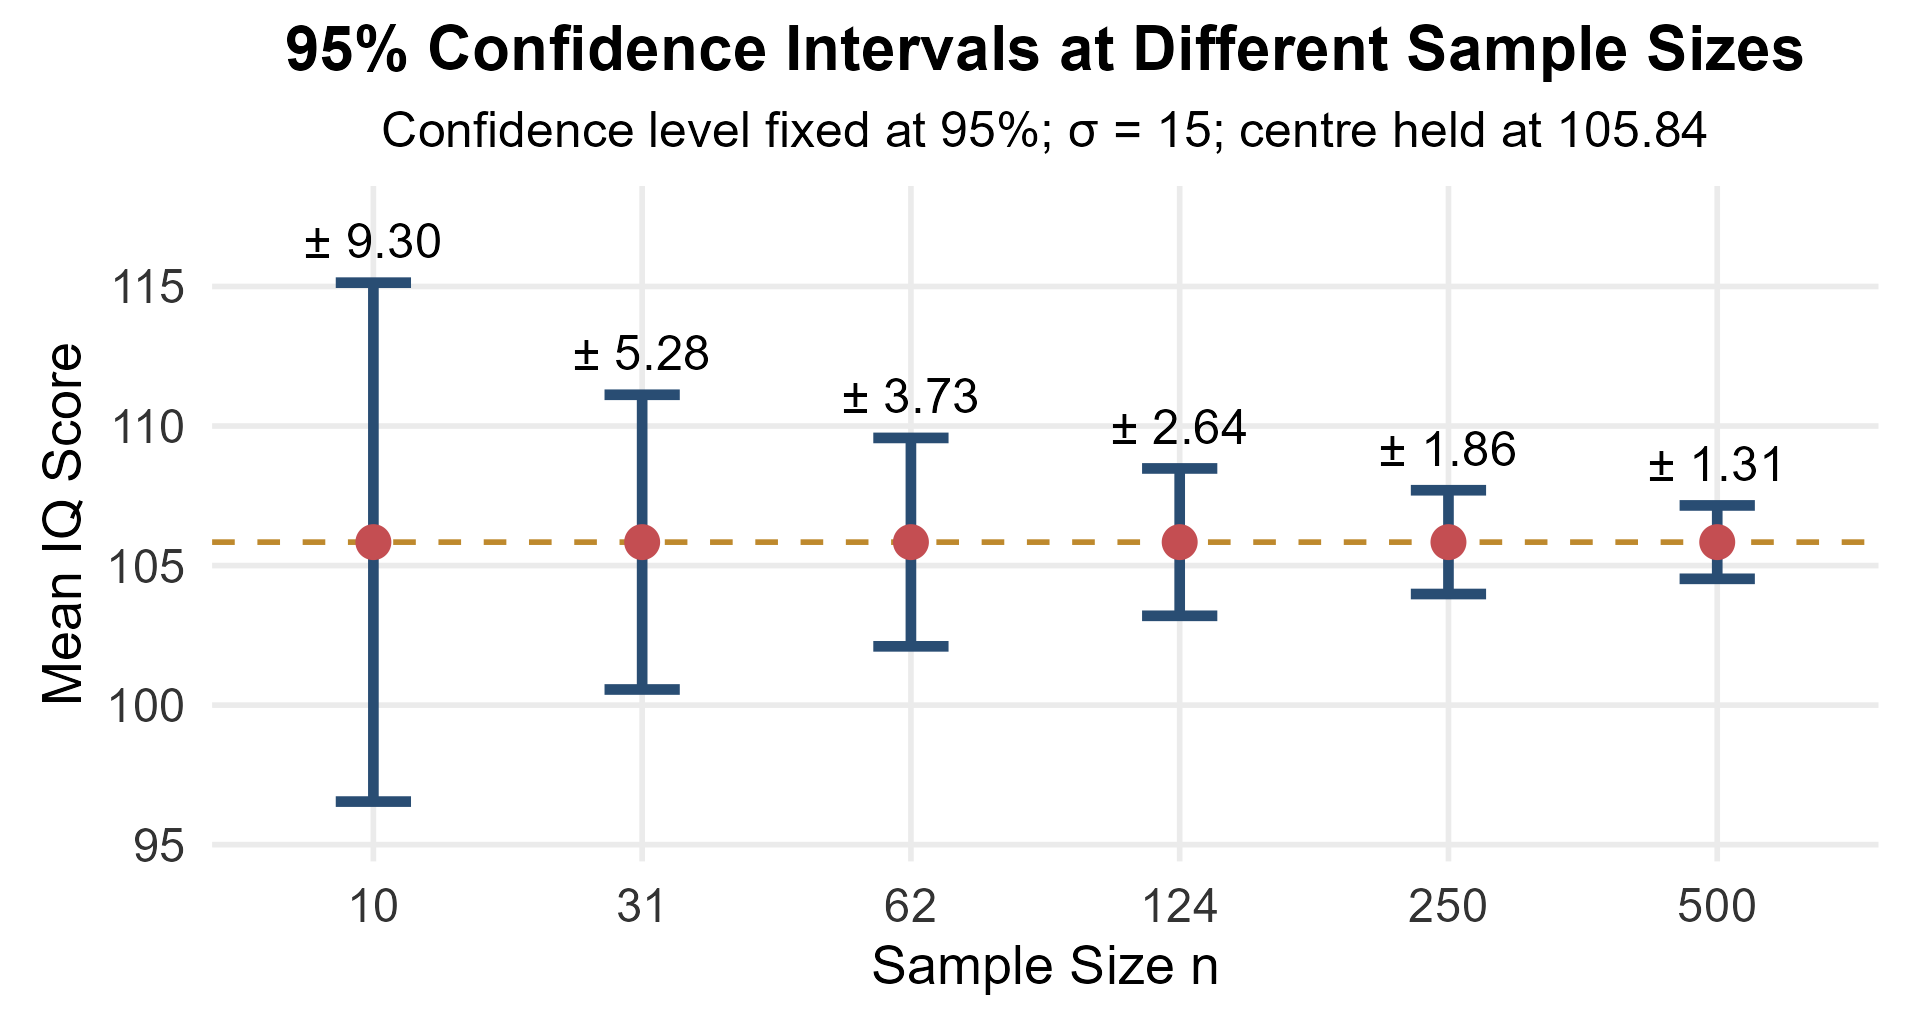 95% Confidence Intervals at Different Sample Sizes
Confidence level fixed at 95%; σ = 15; centre held at 105.84
± 9.30
± 5.28
± 3.73
± 2.64
± 1.86
± 1.31
Mean IQ Score
115
110
105
100
95
10 31 62 124 250 500
Sample Size n